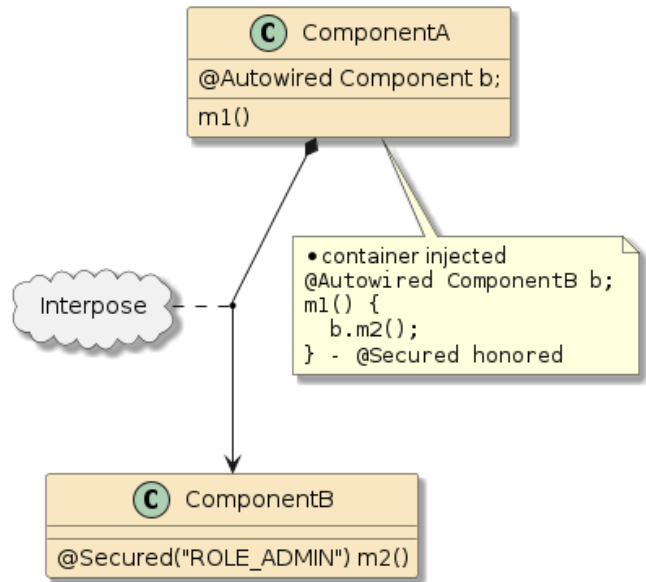 C ComponentA
@Autowired Component b;
m1()
•container injected
@Autowired ComponentB b;
m1() {
  b.m2();
} - @Secured honored
Interpose
C ComponentB
@Secured("ROLE_ADMIN") m2()